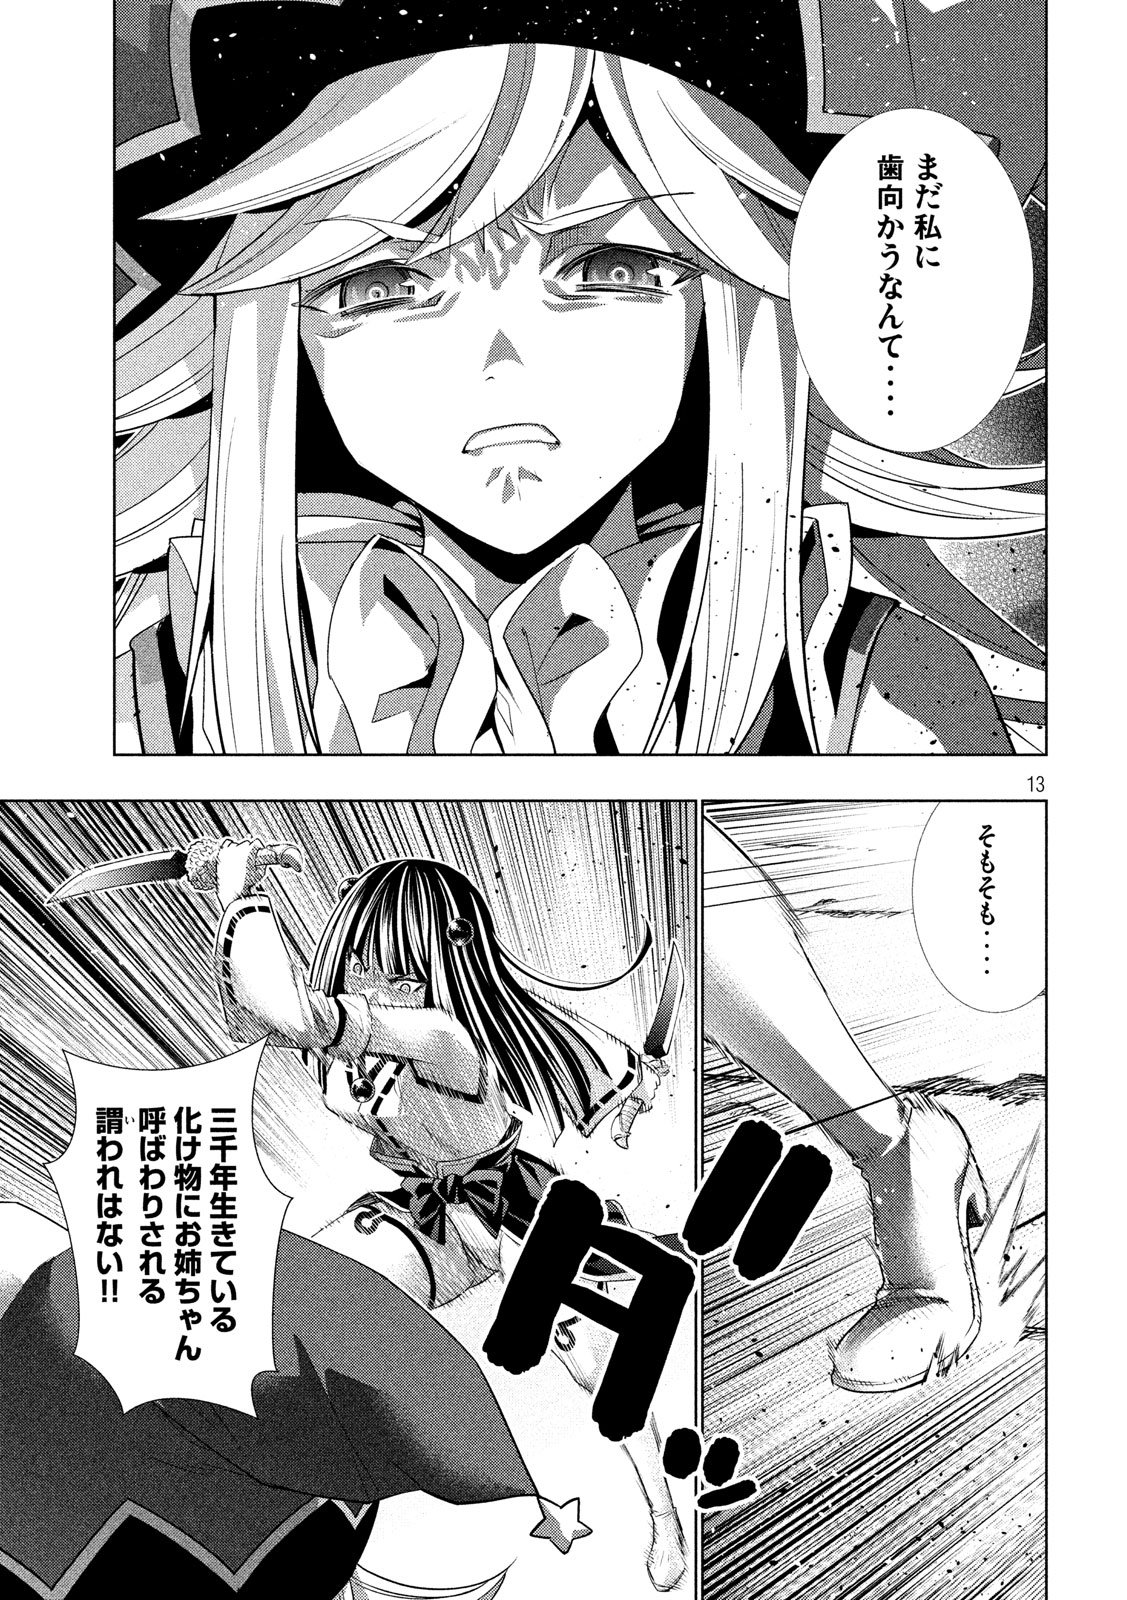 まだ私に
歯向かうなんて‥‥
13
そもそも‥‥
ダッ
三千年生きている
化け物にお姉ちゃん
呼ばわりされる
謂われはない!!
い